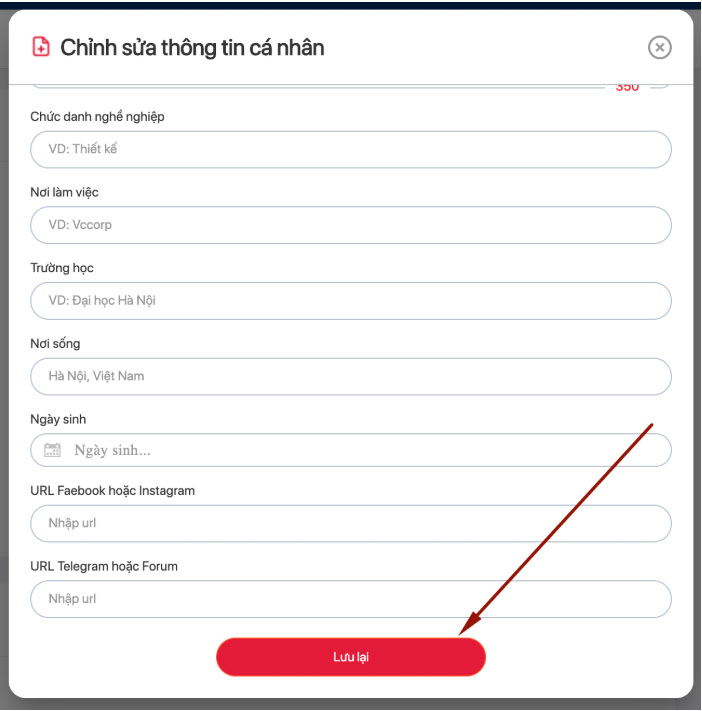 Chỉnh sửa thông tin cá nhân
350
Chức danh nghề nghiệp
VD: Thiết kế
Nơi làm việc
VD: Vccorp
Trường học
VD: Đại học Hà Nội
Nơi sống
Hà Nội, Việt Nam
Ngày sinh
Ngày sinh...
URL Faebook hoặc Instagram
Nhập url
URL Telegram hoặc Forum
Nhập url
Lưu lại